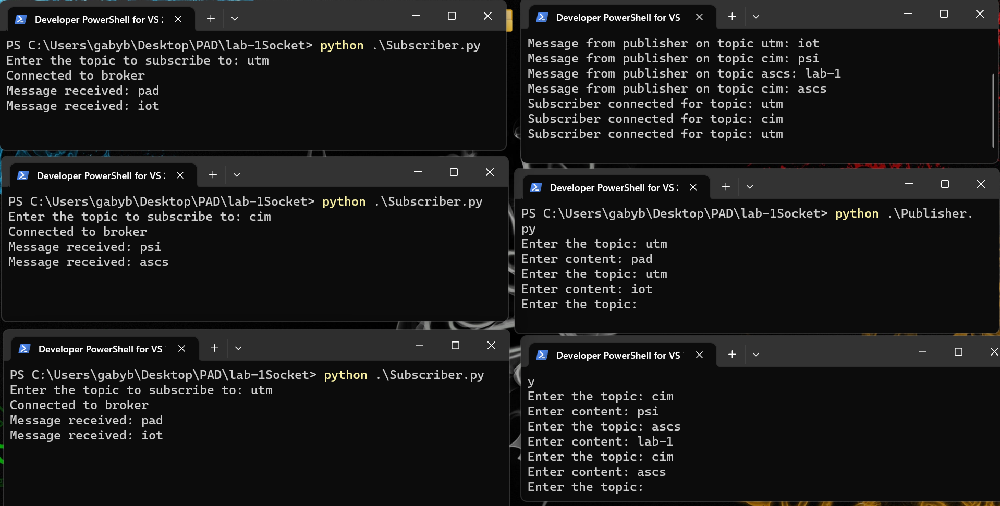 Developer PowerShell for VS
PS C:\Users\gabyb\Desktop\PAD\lab-1Socket> python .\Subscriber.py
Enter the topic to subscribe to: utm
Connected to broker
Message received: pad
Message received: iot
Developer PowerShell for VS
Message from publisher on topic utm: iot
Message from publisher on topic cim: psi
Message from publisher on topic ascs: lab-1
Message from publisher on topic cim: ascs
Subscriber connected for topic: utm
Subscriber connected for topic: cim
Subscriber connected for topic: utm
Developer PowerShell for VS
PS C:\Users\gabyb\Desktop\PAD\lab-1Socket> python .\Subscriber.py
Enter the topic to subscribe to: cim
Connected to broker
Message received: psi
Message received: ascs
Developer PowerShell for VS
PS C:\Users\gabyb\Desktop\PAD\lab-1Socket> python .\Publisher.
py
Enter the topic: utm
Enter content: pad
Enter the topic: utm
Enter content: iot
Enter the topic:
Developer PowerShell for VS
PS C:\Users\gabyb\Desktop\PAD\lab-1Socket> python .\Subscriber.py
Enter the topic to subscribe to: utm
Connected to broker
Message received: pad
Message received: iot
Developer PowerShell for VS
y
Enter the topic: cim
Enter content: psi
Enter the topic: ascs
Enter content: lab-1
Enter the topic: cim
Enter content: ascs
Enter the topic: